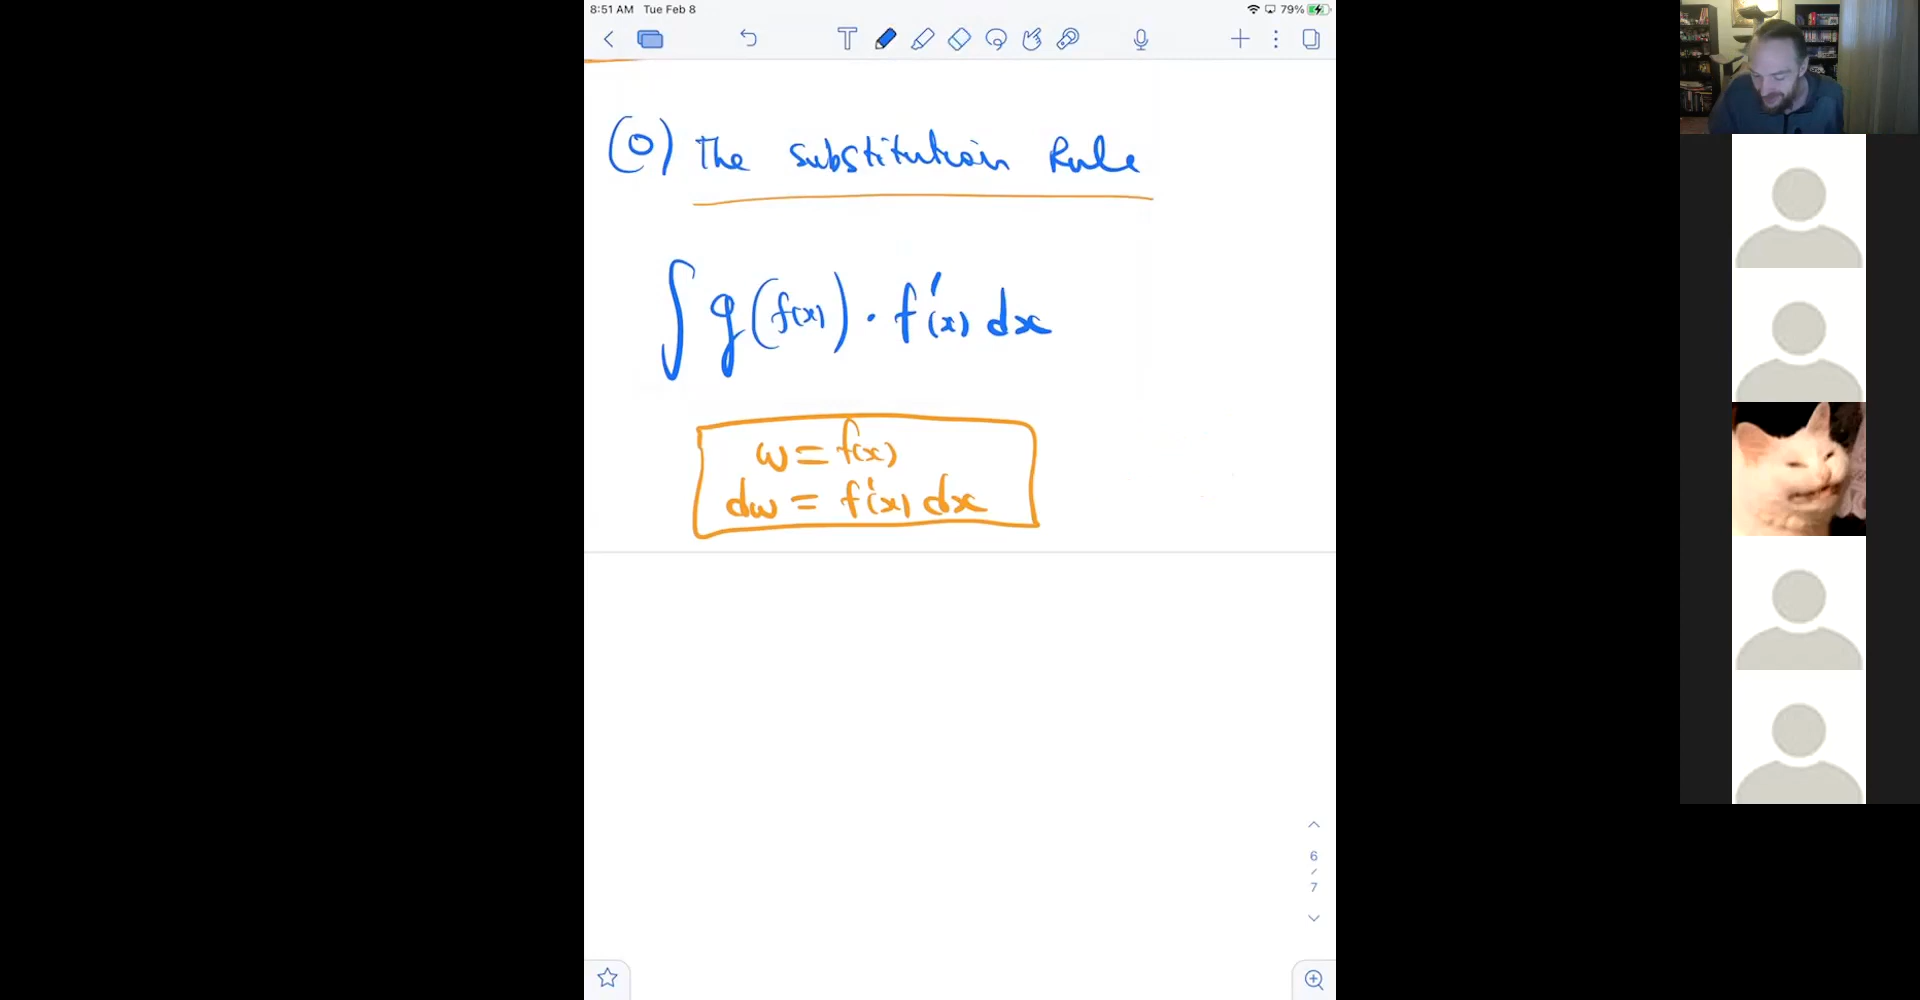 8:51 AM Tue Feb 8 79%
(0) The Substitution Rule
∫ g(f(x)) · f'(x) dx
w = f(x)
dw = f'(x) dx
6
/
7